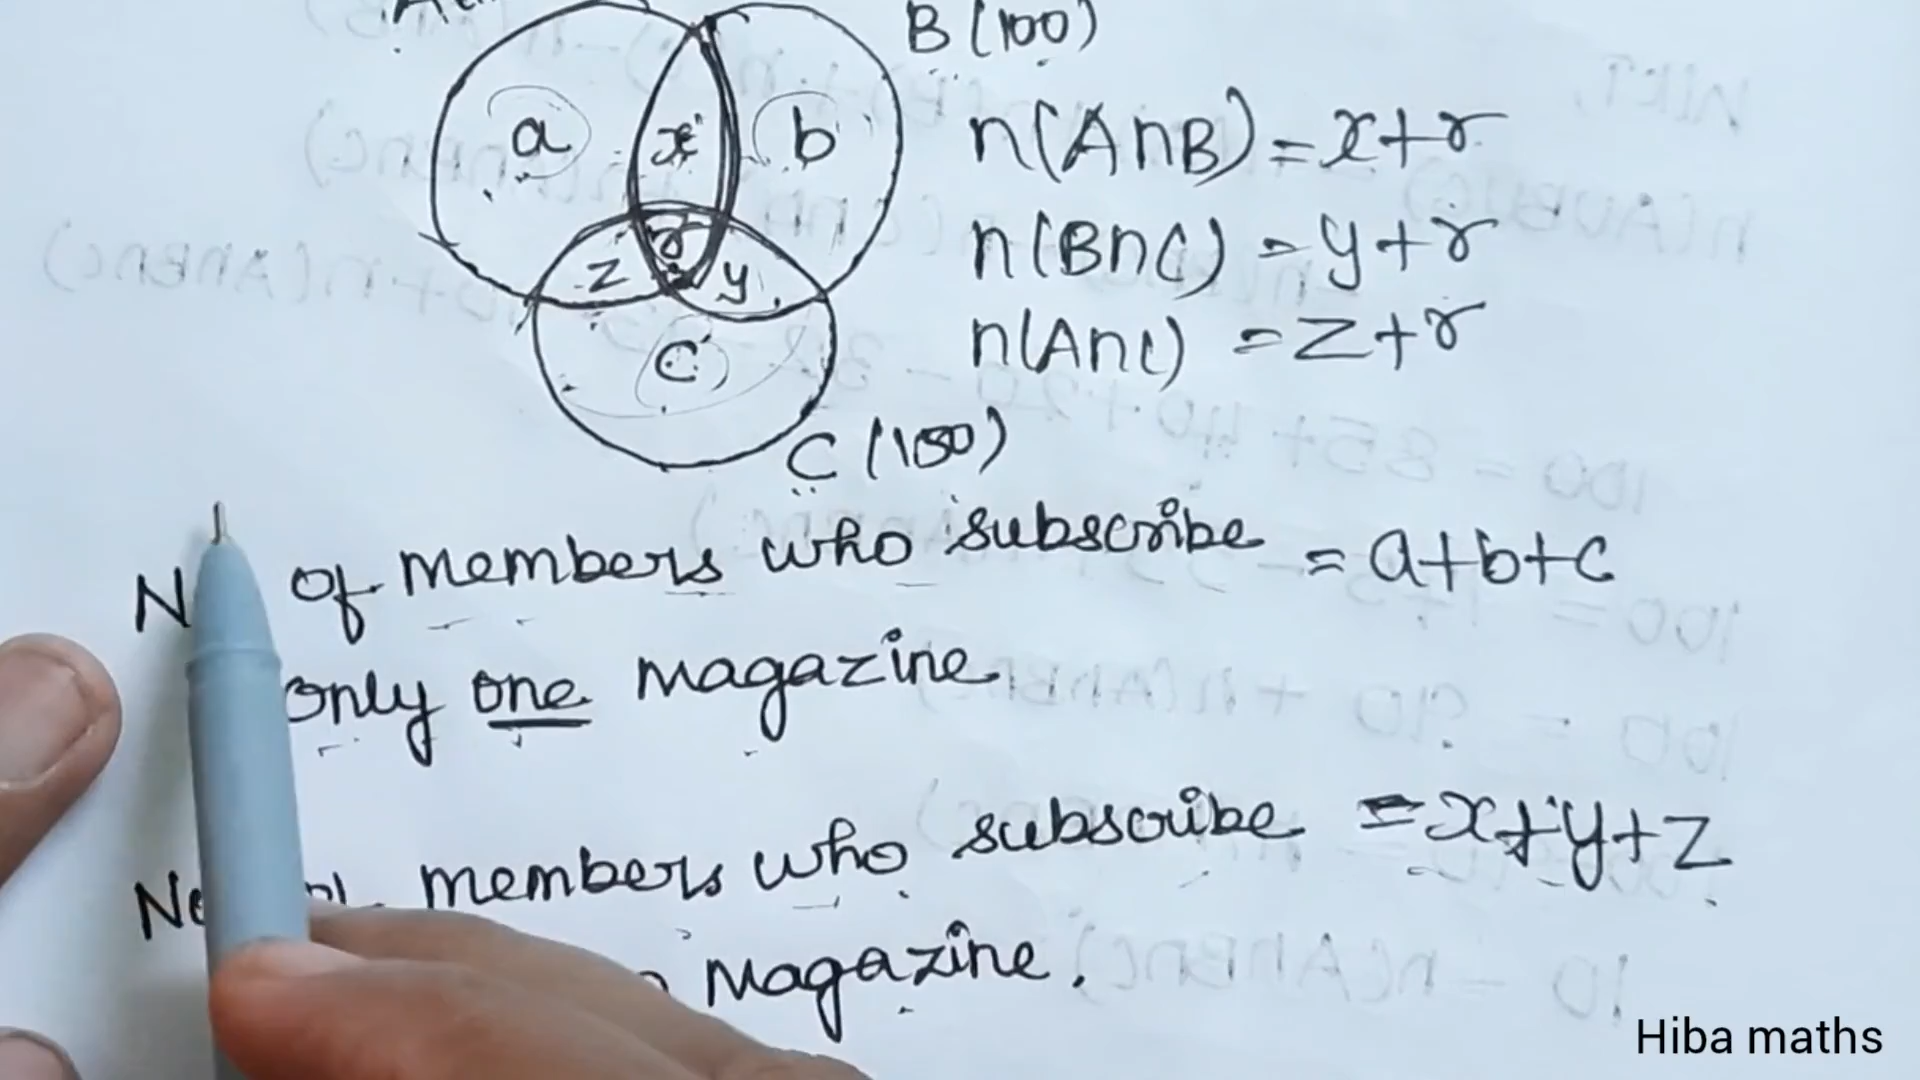 B (100)
a x b
n(A∩B) = x+r
z r y
n(B∩C) = y+r
C
n(A∩C) = z+r
C (150)
of members who subscribe = a+b+c
only one magazine
members who subscribe = x+y+z
magazine.
Hiba maths